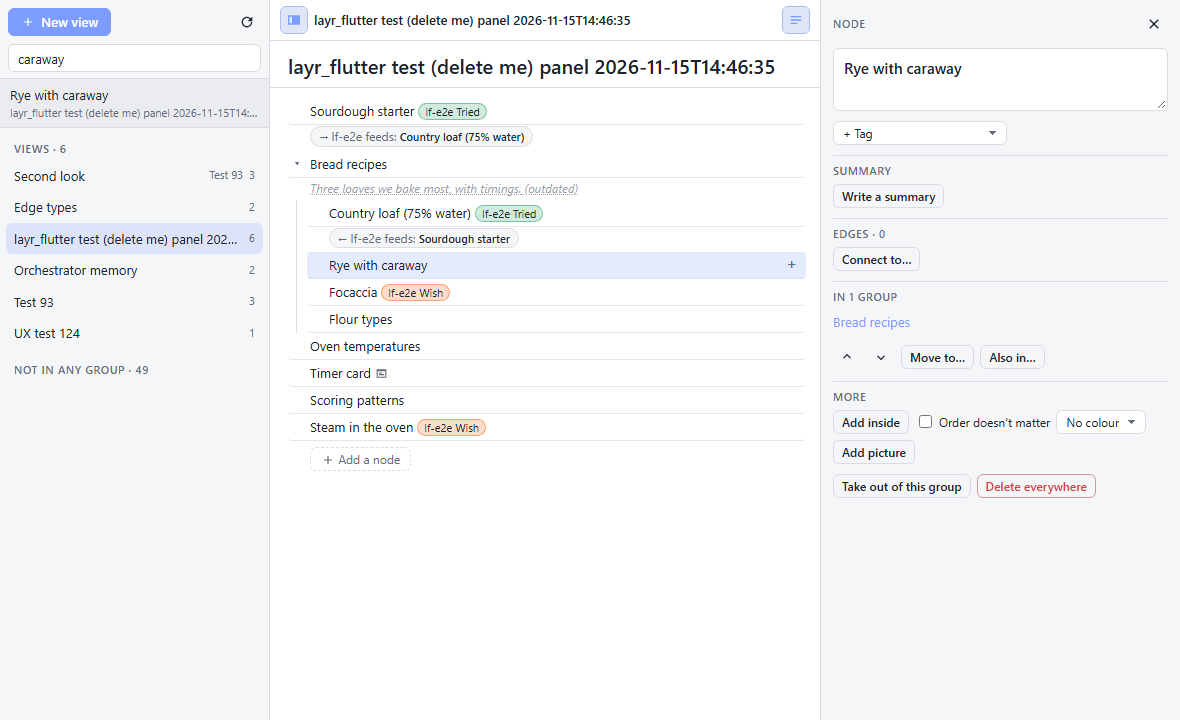 + New view
caraway
Rye with caraway
layr_flutter test (delete me) panel 2026-11-15T14:...
VIEWS · 6
Second look Test 93 3
Edge types 2
layr_flutter test (delete me) panel 202... 6
Orchestrator memory 2
Test 93 3
UX test 124 1
NOT IN ANY GROUP · 49
layr_flutter test (delete me) panel 2026-11-15T14:46:35
layr_flutter test (delete me) panel 2026-11-15T14:46:35
Sourdough starter lf-e2e Tried
→ lf-e2e feeds: Country loaf (75% water)
Bread recipes
Three loaves we bake most, with timings. (outdated)
Country loaf (75% water) lf-e2e Tried
← lf-e2e feeds: Sourdough starter
Rye with caraway +
Focaccia lf-e2e Wish
Flour types
Oven temperatures
Timer card
Scoring patterns
Steam in the oven lf-e2e Wish
+ Add a node
NODE
Rye with caraway
+ Tag
SUMMARY
Write a summary
EDGES · 0
Connect to...
IN 1 GROUP
Bread recipes
Move to... Also in...
MORE
Add inside Order doesn't matter No colour
Add picture
Take out of this group Delete everywhere